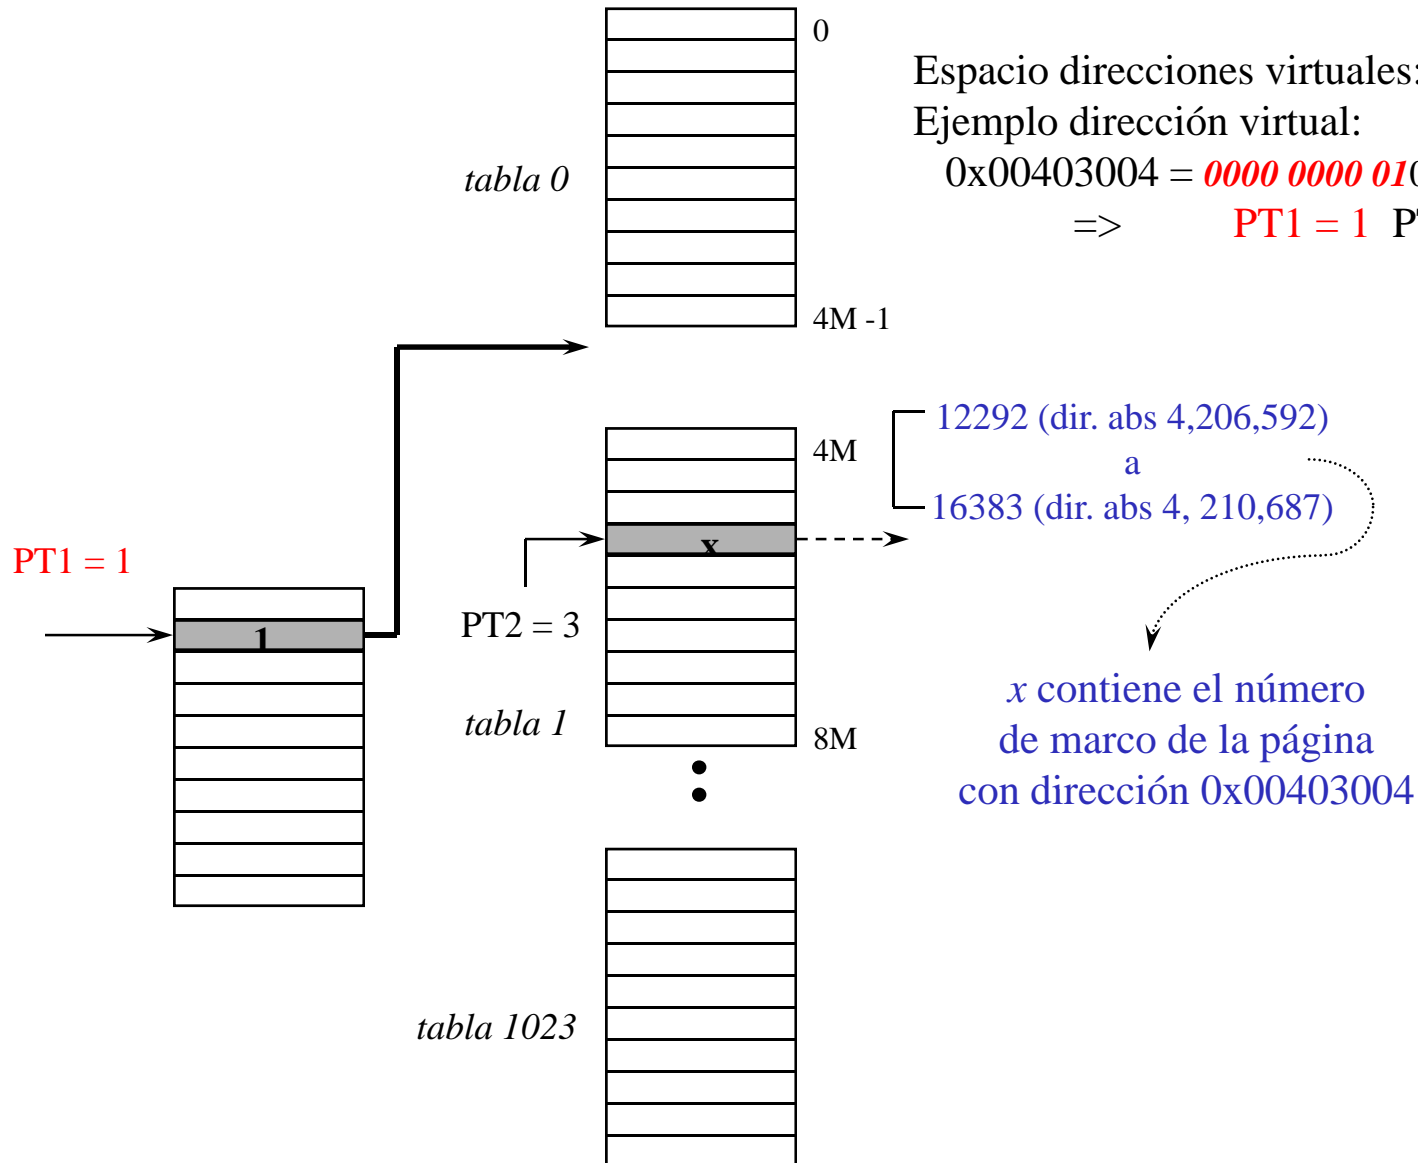 0
Espacio direcciones virtuales:
Ejemplo dirección virtual:
0x00403004 = 0000 0000 010
=> PT1 = 1 P
tabla 0
4M -1
12292 (dir. abs 4,206,592)
a
16383 (dir. abs 4, 210,687)
4M
x
PT1 = 1
1
PT2 = 3
tabla 1
8M
x contiene el número
de marco de la página
con dirección 0x00403004
tabla 1023